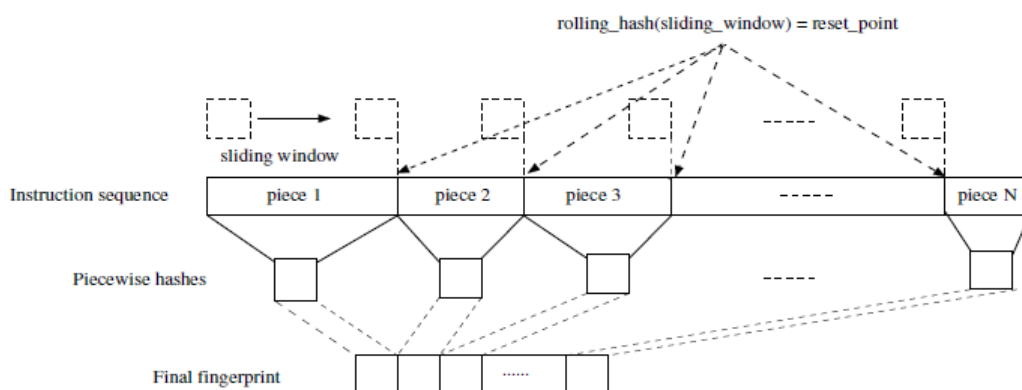 rolling_hash(sliding_window) = reset_point
sliding window
Instruction sequence
piece 1
piece 2
piece 3
piece N
Piecewise hashes
Final fingerprint
......